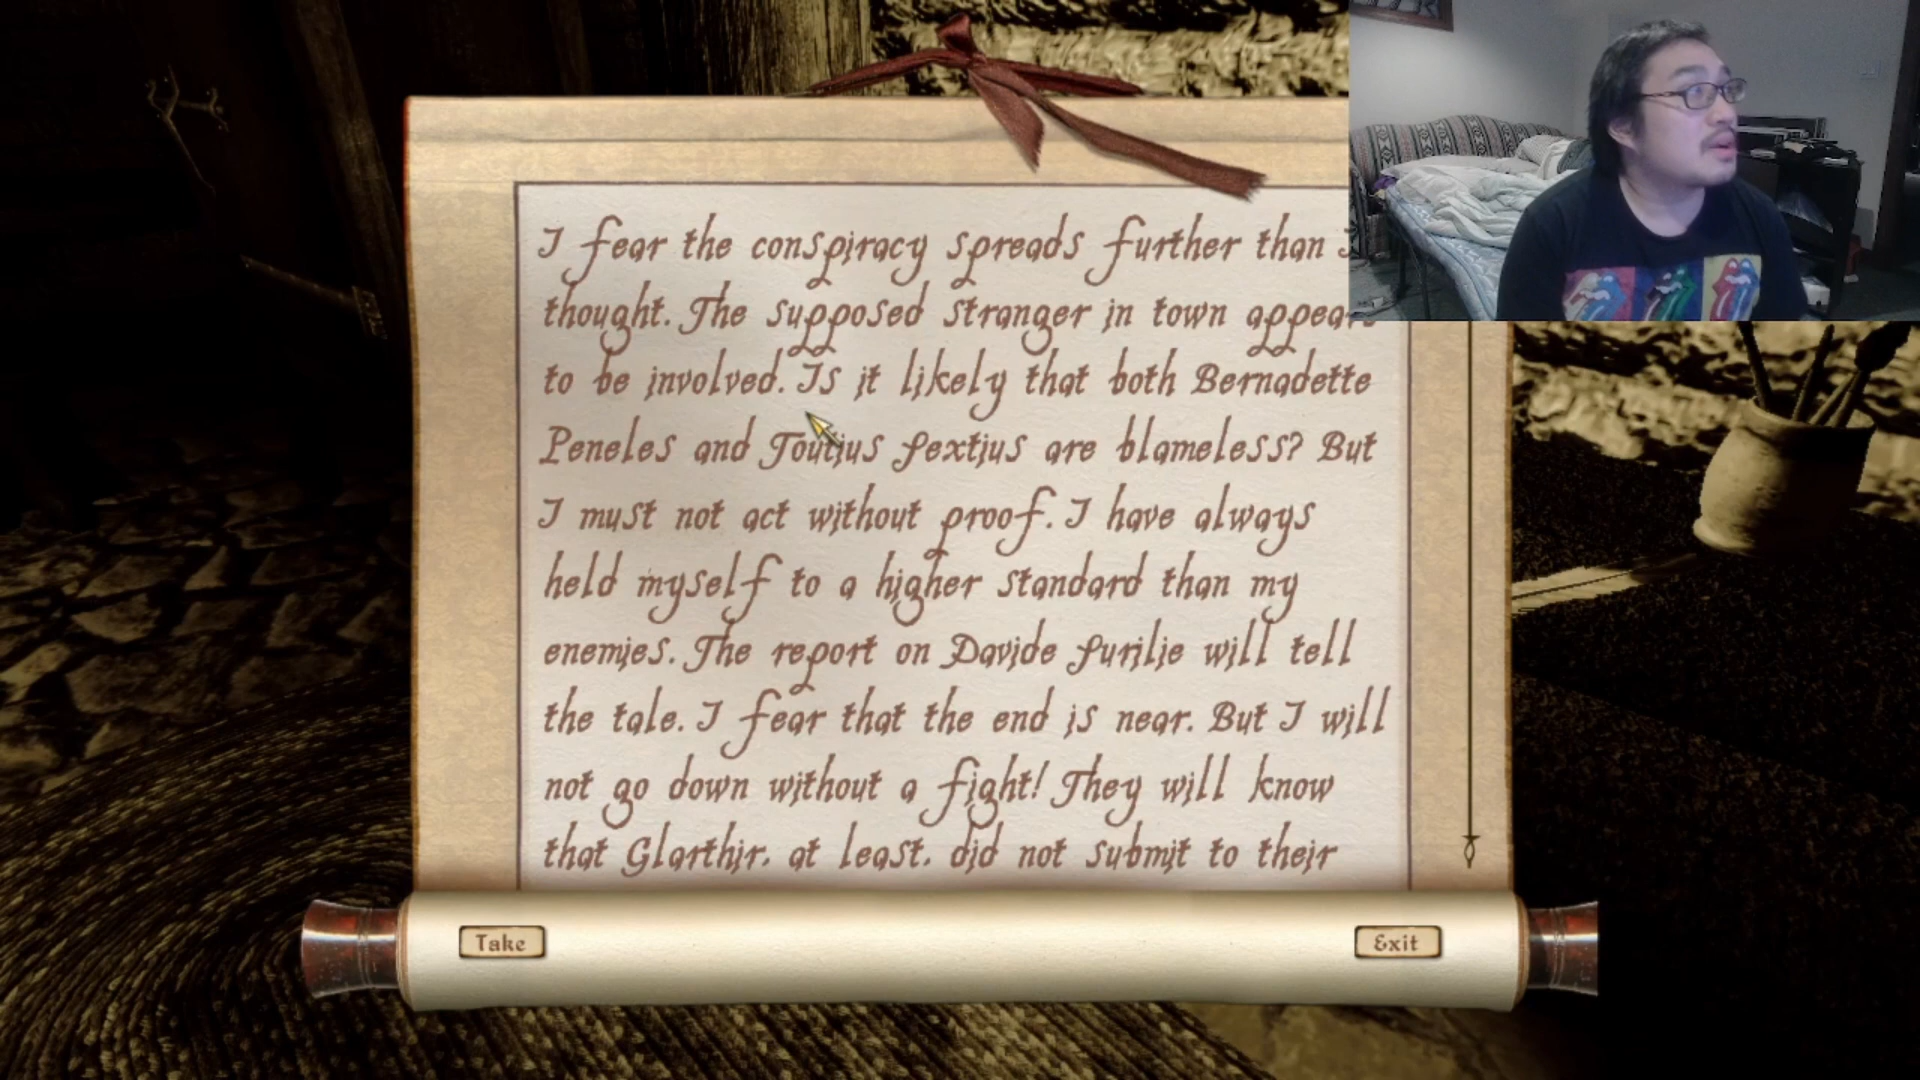 I fear the conspiracy spreads further than I
thought. The supposed stranger in town appears
to be involved. Is it likely that both Bernadette
Peneles and Toutius Sextius are blameless? But
I must not act without proof. I have always
held myself to a higher standard than my
enemies. The report on Davide Surilie will tell
the tale. I fear that the end is near. But I will
not go down without a fight! They will know
that Glarthir, at least, did not submit to their
Take
Exit